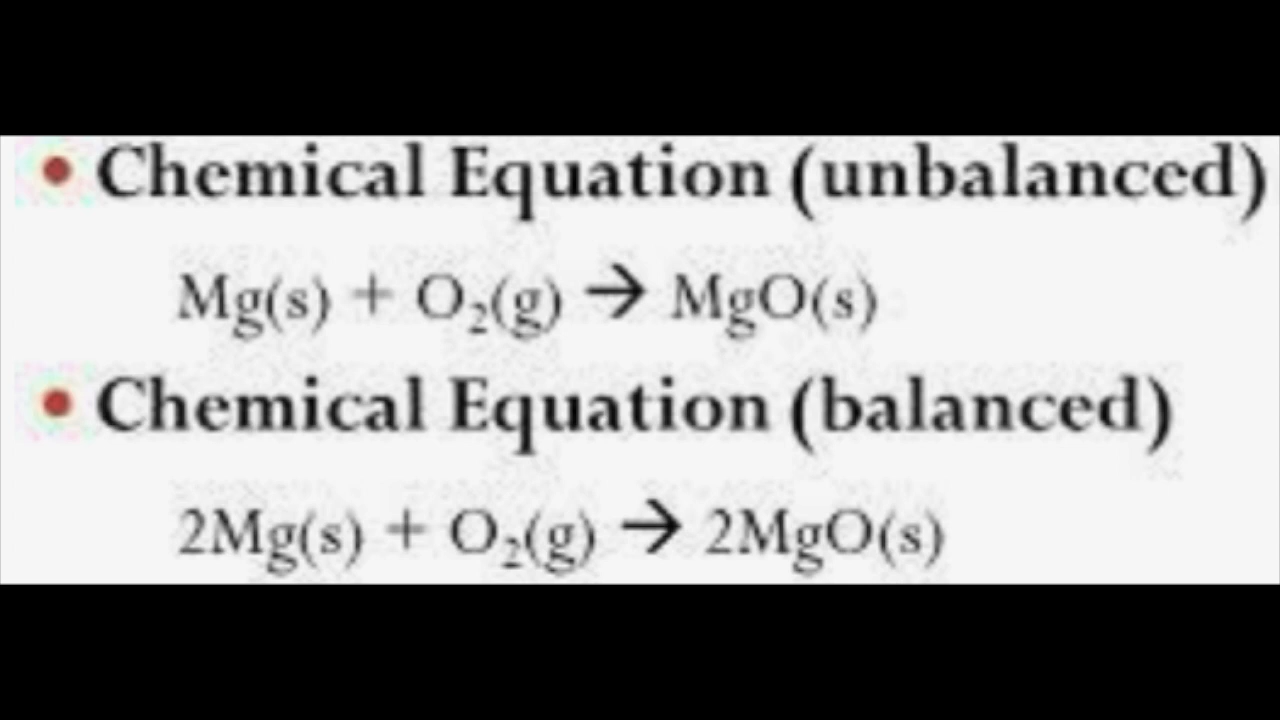 • Chemical Equation (unbalanced)
Mg(s) + O₂(g) → MgO(s)
• Chemical Equation (balanced)
2Mg(s) + O₂(g) → 2MgO(s)